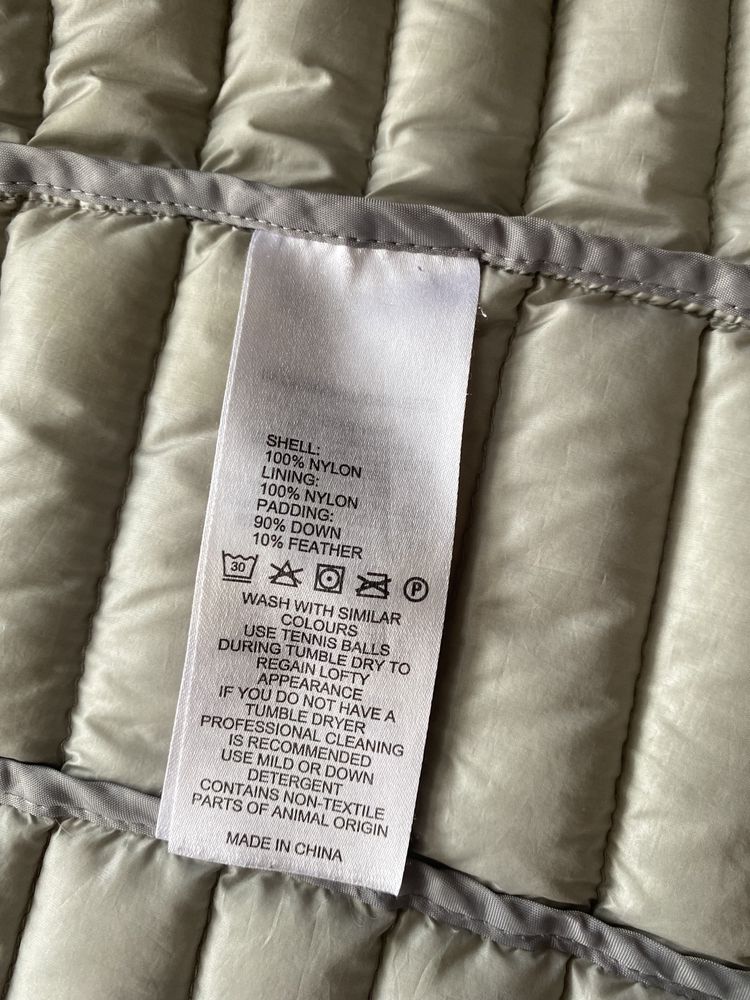 SHELL:
100% NYLON
LINING:
100% NYLON
PADDING:
90% DOWN
10% FEATHER
30 P
WASH WITH SIMILAR
COLOURS
USE TENNIS BALLS
DURING TUMBLE DRY TO
REGAIN LOFTY
APPEARANCE
IF YOU DO NOT HAVE A
TUMBLE DRYER
PROFESSIONAL CLEANING
IS RECOMMENDED
USE MILD OR DOWN
DETERGENT
CONTAINS NON-TEXTILE
PARTS OF ANIMAL ORIGIN
MADE IN CHINA